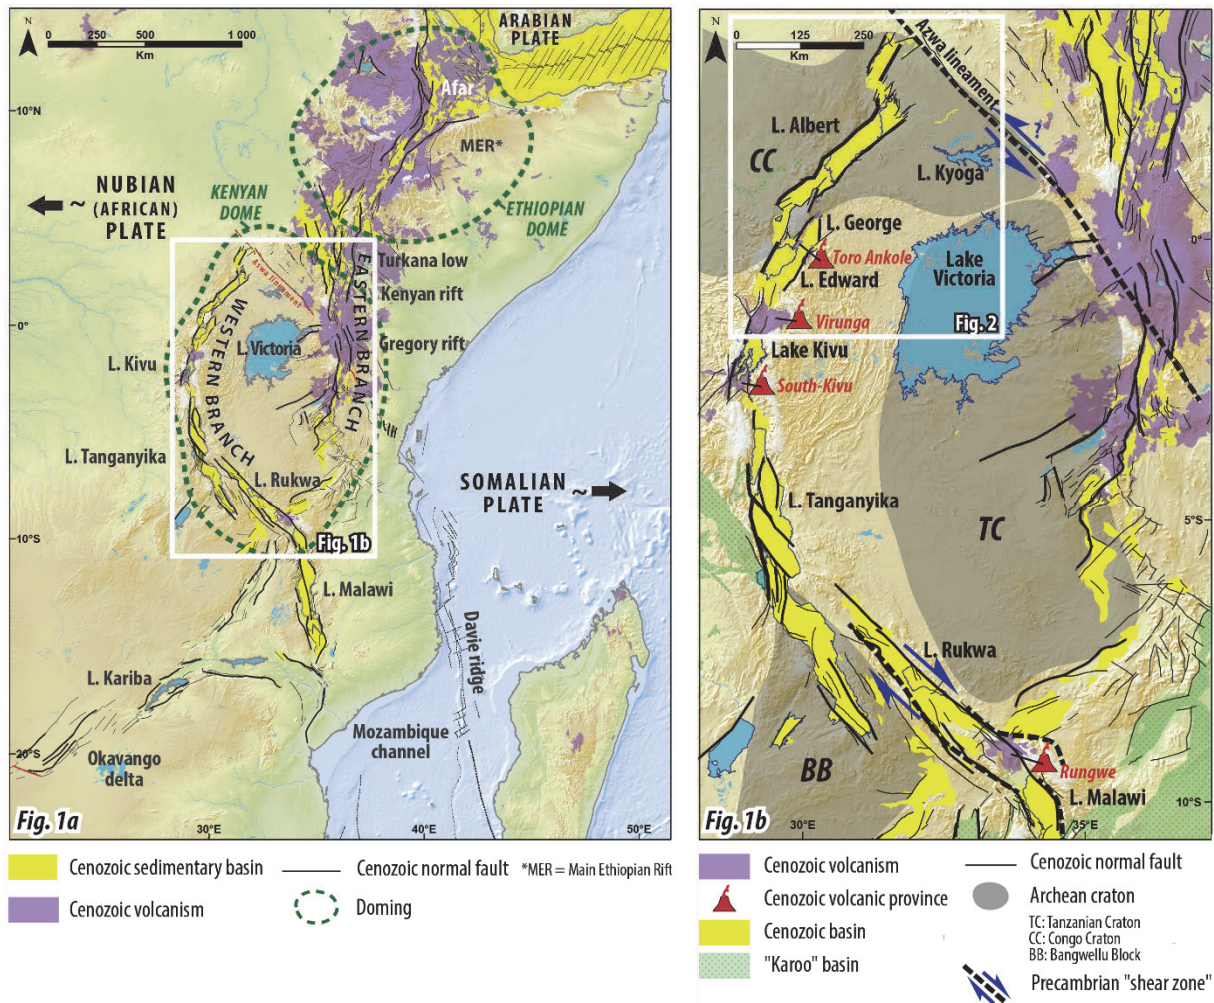 N
0 250 500 1 000
Km
ARABIAN
PLATE
Afar
10°N
MER*
NUBIAN
(AFRICAN)
PLATE
~
KENYAN
DOME
ETHIOPIAN
DOME
Aswa lineament
Turkana low
EASTERN BRANCH
Kenyan rift
WESTERN BRANCH
0°
L. Victoria
Gregory rift
L. Kivu
L. Tanganyika
L. Rukwa
SOMALIAN
PLATE
~
10°S
Fig. 1b
L. Malawi
Davie ridge
L. Kariba
Mozambique
channel
20°S
Okavango
delta
Fig. 1a
30°E
40°E
50°E
Cenozoic sedimentary basin
Cenozoic normal fault
*MER = Main Ethiopian Rift
Cenozoic volcanism
Doming
N
0 125 250
Km
Azwa lineament
L. Albert
?
CC
L. Kyoga
L. George
Toro Ankole
L. Edward
Lake
Victoria
0°
Virunga
Fig. 2
Lake Kivu
South-Kivu
L. Tanganyika
TC
5°S
L. Rukwa
BB
Rungwe
L. Malawi
10°S
Fig. 1b
30°E
35°E
Cenozoic volcanism
Cenozoic normal fault
Cenozoic volcanic province
Archean craton
TC: Tanzanian Craton
CC: Congo Craton
BB: Bangwellu Block
Cenozoic basin
"Karoo" basin
Precambrian "shear zone"